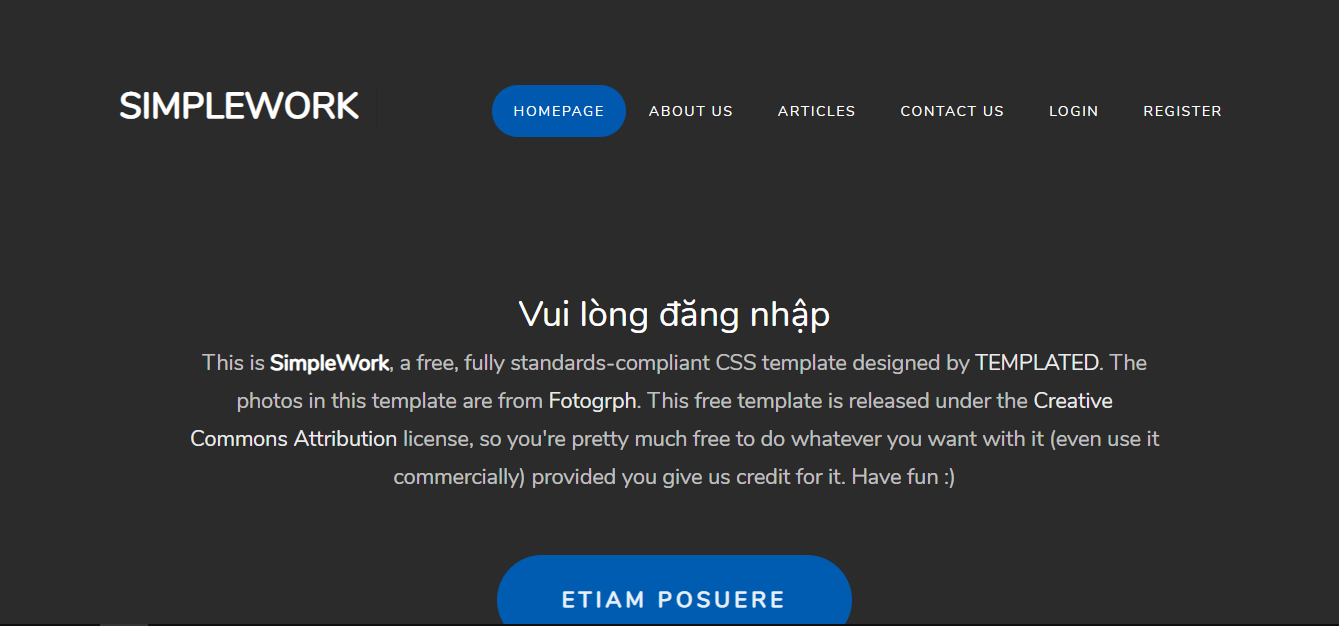 SIMPLEWORK
HOMEPAGE ABOUT US ARTICLES CONTACT US LOGIN REGISTER
Vui lòng đăng nhập
This is SimpleWork, a free, fully standards-compliant CSS template designed by TEMPLATED. The
photos in this template are from Fotogrph. This free template is released under the Creative
Commons Attribution license, so you're pretty much free to do whatever you want with it (even use it
commercially) provided you give us credit for it. Have fun :)
ETIAM POSUERE